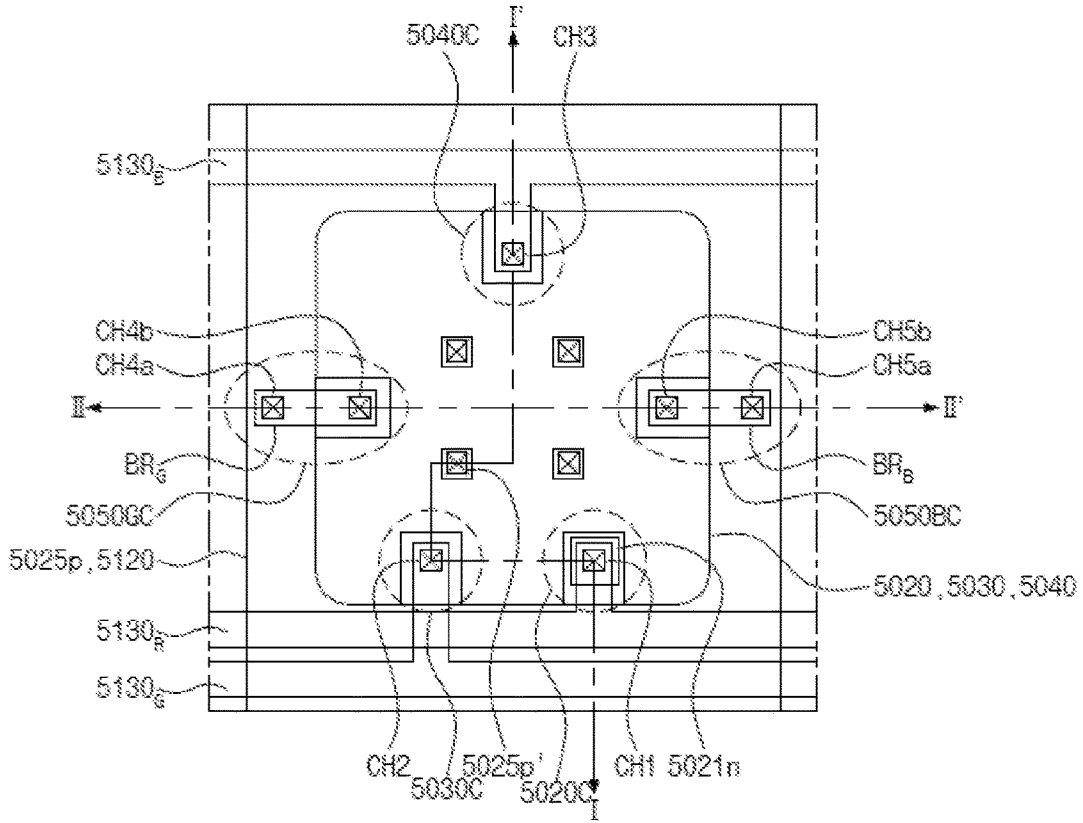 I'
5040C CH3
5130B
CH4b CH5b
CH4a CH5a
II II'
BRG BRB
5050GC 5050BC
5025p, 5120
5020, 5030, 5040
5130R
5130G
CH2 5025p' CH1 5021n
5030C 5020C
I